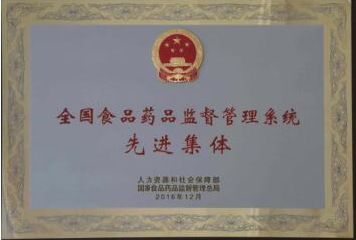 全国食品药品监督管理系统
先进集体
人力资源和社会保障部
国家食品药品监督管理总局
2016年12月